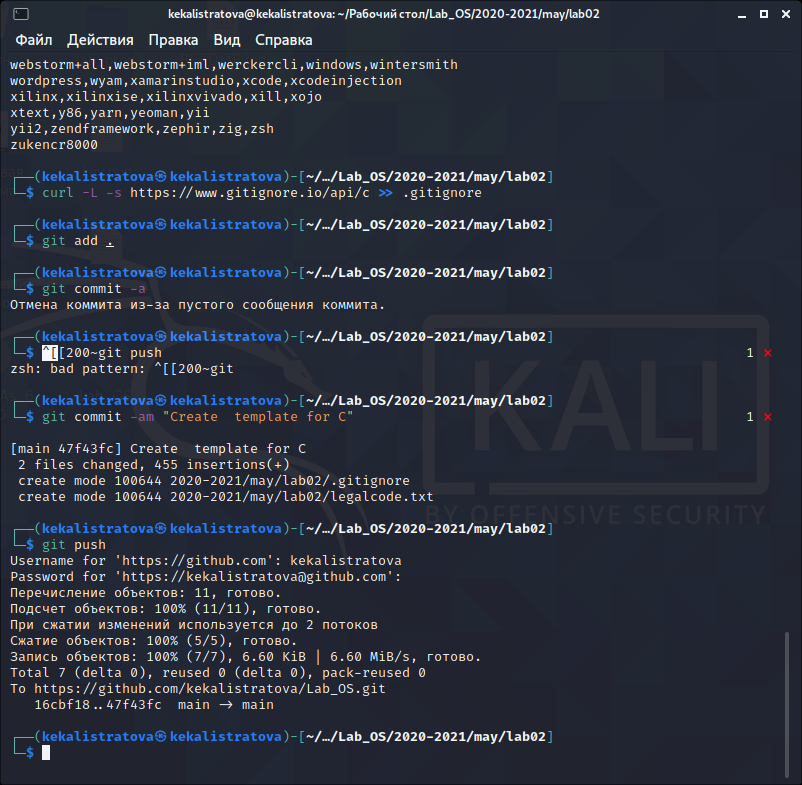 kekalistratova@kekalistratova: ~/Рабочий стол/Lab_OS/2020-2021/may/lab02
Файл Действия Правка Вид Справка
webstorm+all,webstorm+iml,werckercli,windows,wintersmith
wordpress,wyam,xamarinstudio,xcode,xcodeinjection
xilinx,xilinxise,xilinxvivado,xill,xojo
xtext,y86,yarn,yeoman,yii
yii2,zendframework,zephir,zig,zsh
zukencr8000
┌──(kekalistratova㉿kekalistratova)-[~/…/Lab_OS/2020-2021/may/lab02]
└─$ curl -L -s https://www.gitignore.io/api/c >> .gitignore
┌──(kekalistratova㉿kekalistratova)-[~/…/Lab_OS/2020-2021/may/lab02]
└─$ git add .
┌──(kekalistratova㉿kekalistratova)-[~/…/Lab_OS/2020-2021/may/lab02]
└─$ git commit -a
Отмена коммита из-за пустого сообщения коммита.
┌──(kekalistratova㉿kekalistratova)-[~/…/Lab_OS/2020-2021/may/lab02]
└─$ ^[[200~git push 1 ⨯
zsh: bad pattern: ^[[200~git
┌──(kekalistratova㉿kekalistratova)-[~/…/Lab_OS/2020-2021/may/lab02]
└─$ git commit -am "Create  template for C" 1 ⨯
[main 47f43fc] Create  template for C
 2 files changed, 455 insertions(+)
 create mode 100644 2020-2021/may/lab02/.gitignore
 create mode 100644 2020-2021/may/lab02/legalcode.txt
┌──(kekalistratova㉿kekalistratova)-[~/…/Lab_OS/2020-2021/may/lab02]
└─$ git push
Username for 'https://github.com': kekalistratova
Password for 'https://kekalistratova@github.com':
Перечисление объектов: 11, готово.
Подсчет объектов: 100% (11/11), готово.
При сжатии изменений используется до 2 потоков
Сжатие объектов: 100% (5/5), готово.
Запись объектов: 100% (7/7), 6.60 KiB | 6.60 MiB/s, готово.
Total 7 (delta 0), reused 0 (delta 0), pack-reused 0
To https://github.com/kekalistratova/Lab_OS.git
   16cbf18..47f43fc  main -> main
┌──(kekalistratova㉿kekalistratova)-[~/…/Lab_OS/2020-2021/may/lab02]
└─$
KALI
BY OFFENSIVE SECURITY